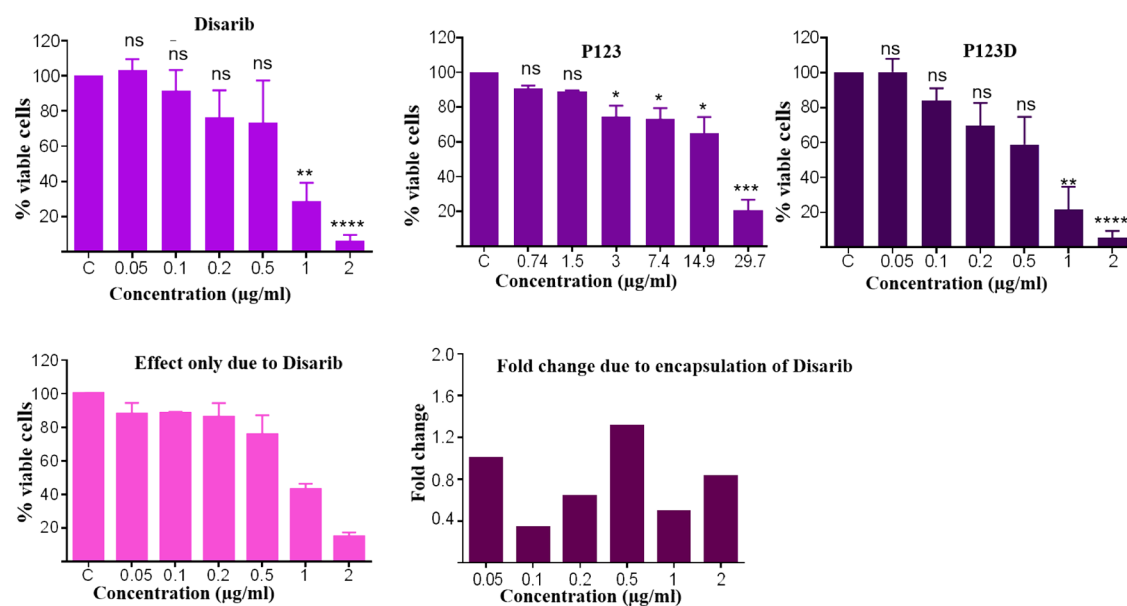 Disarib
120
100
80
60
40
20
% viable cells
ns
ns
ns
ns
**
****
C 0.05 0.1 0.2 0.5 1 2
Concentration (µg/ml)
P123
120
100
80
60
40
20
% viable cells
ns
ns
*
*
*
***
C 0.74 1.5 3 7.4 14.9 29.7
Concentration (µg/ml)
P123D
120
100
80
60
40
20
% viable cells
ns
ns
ns
ns
**
****
C 0.05 0.1 0.2 0.5 1 2
Concentration (µg/ml)
Effect only due to Disarib
120
100
80
60
40
20
% viable cells
C 0.05 0.1 0.2 0.5 1 2
Concentration (µg/ml)
Fold change due to encapsulation of Disarib
2.0
1.6
1.2
0.8
0.4
Fold change
0.05 0.1 0.2 0.5 1 2
Concentration (µg/ml)